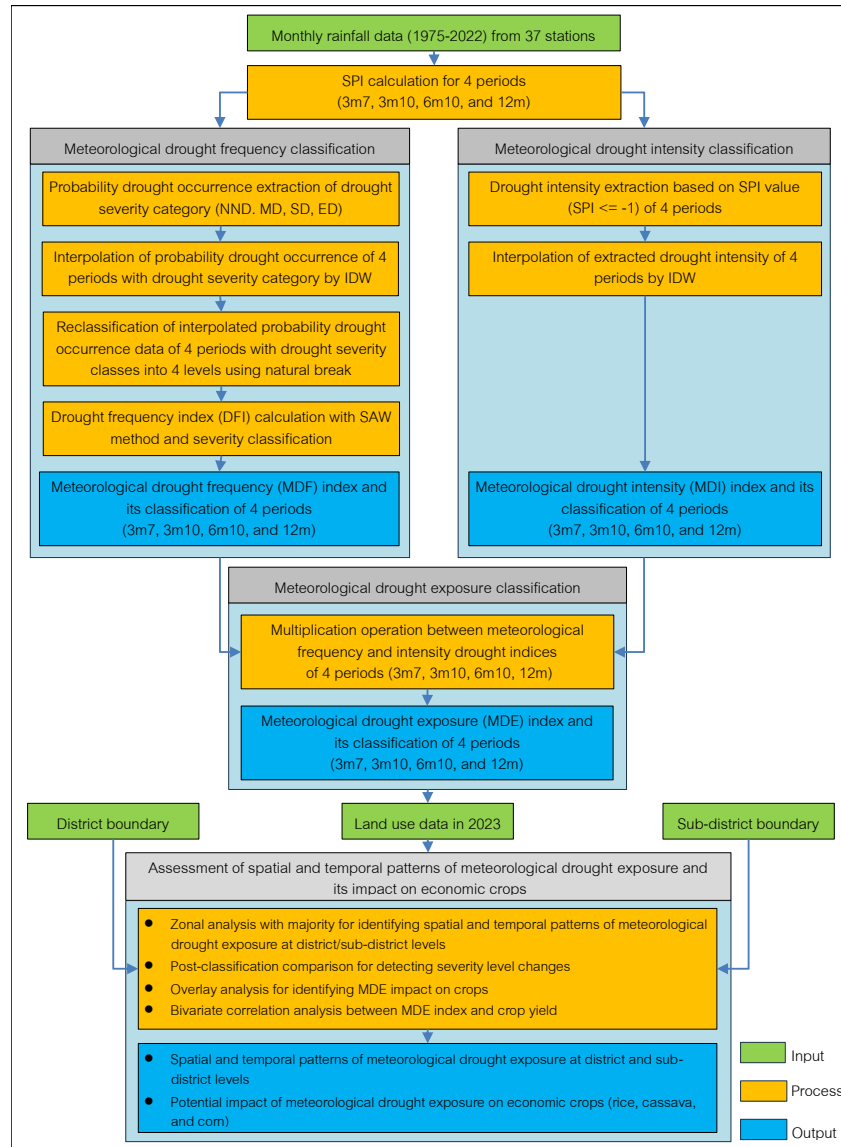 Monthly rainfall data (1975-2022) from 37 stations
SPI calculation for 4 periods
(3m7, 3m10, 6m10, and 12m)
Meteorological drought frequency classification
Probability drought occurrence extraction of drought
severity category (NND. MD, SD, ED)
Interpolation of probability drought occurrence of 4
periods with drought severity category by IDW
Reclassification of interpolated probability drought
occurrence data of 4 periods with drought severity
classes into 4 levels using natural break
Drought frequency index (DFI) calculation with SAW
method and severity classification
Meteorological drought frequency (MDF) index and
its classification of 4 periods
(3m7, 3m10, 6m10, and 12m)
Meteorological drought intensity classification
Drought intensity extraction based on SPI value
(SPI <= -1) of 4 periods
Interpolation of extracted drought intensity of 4
periods by IDW
Meteorological drought intensity (MDI) index and its
classification of 4 periods
(3m7, 3m10, 6m10, and 12m)
Meteorological drought exposure classification
Multiplication operation between meteorological
frequency and intensity drought indices
of 4 periods (3m7, 3m10, 6m10, 12m)
Meteorological drought exposure (MDE) index and
its classification of 4 periods
(3m7, 3m10, 6m10, and 12m)
District boundary
Land use data in 2023
Sub-district boundary
Assessment of spatial and temporal patterns of meteorological drought exposure and
its impact on economic crops
● Zonal analysis with majority for identifying spatial and temporal patterns of meteorological
drought exposure at district/sub-district levels
● Post-classification comparison for detecting severity level changes
● Overlay analysis for identifying MDE impact on crops
● Bivariate correlation analysis between MDE index and crop yield
● Spatial and temporal patterns of meteorological drought exposure at district and sub-
district levels
● Potential impact of meteorological drought exposure on economic crops (rice, cassava,
and corn)
Input
Process
Output